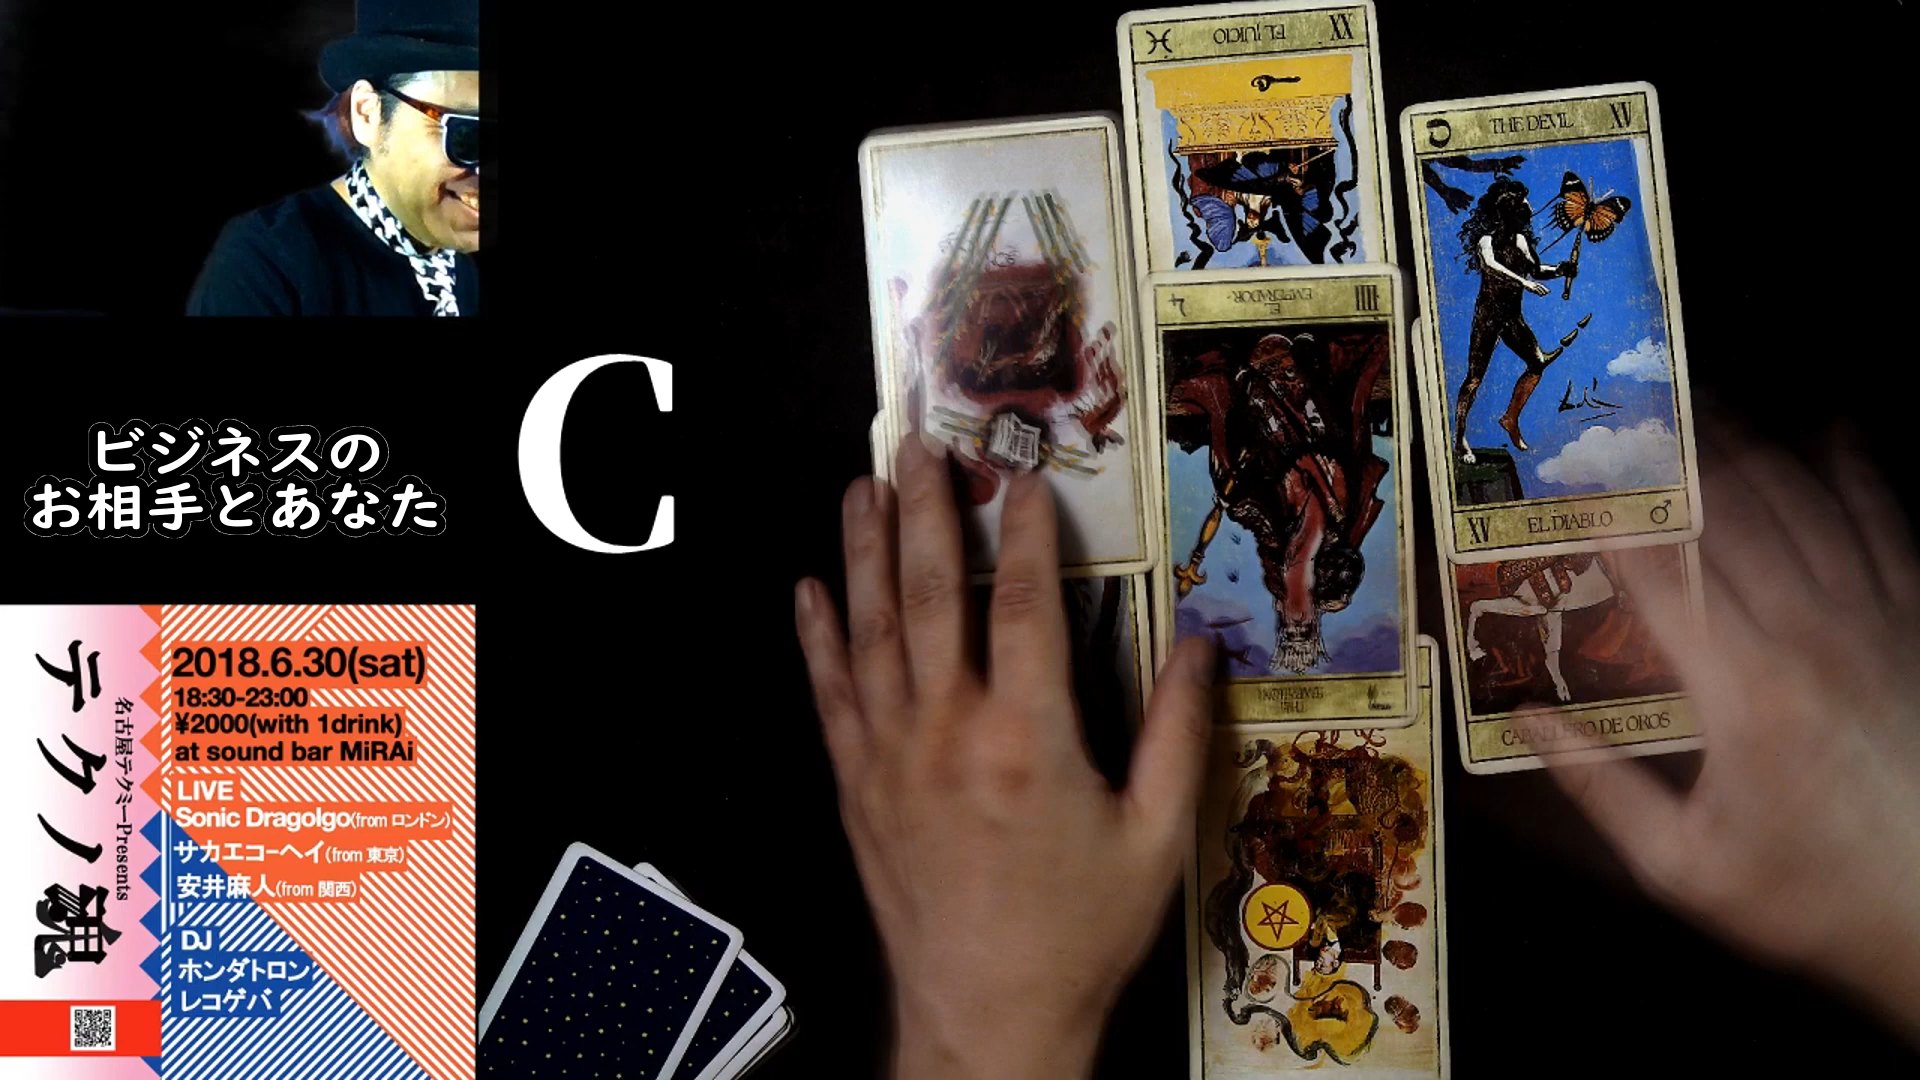 ビジネスの
お相手とあなた
C
テクノ魂
名古屋テクミーPresents
2018.6.30(sat)
18:30-23:00
¥2000(with 1drink)
at sound bar MiRAi
LIVE
Sonic Dragolgo(from ロンドン)
サカエコーヘイ(from 東京)
安井麻人(from 関西)
DJ
ホンダトロン
レコゲバ
EL JUICIO
XX
EL
EMPERADOR
IIII
THE DEVIL
XV
XV
EL DIABLO
CABALLERO DE OROS